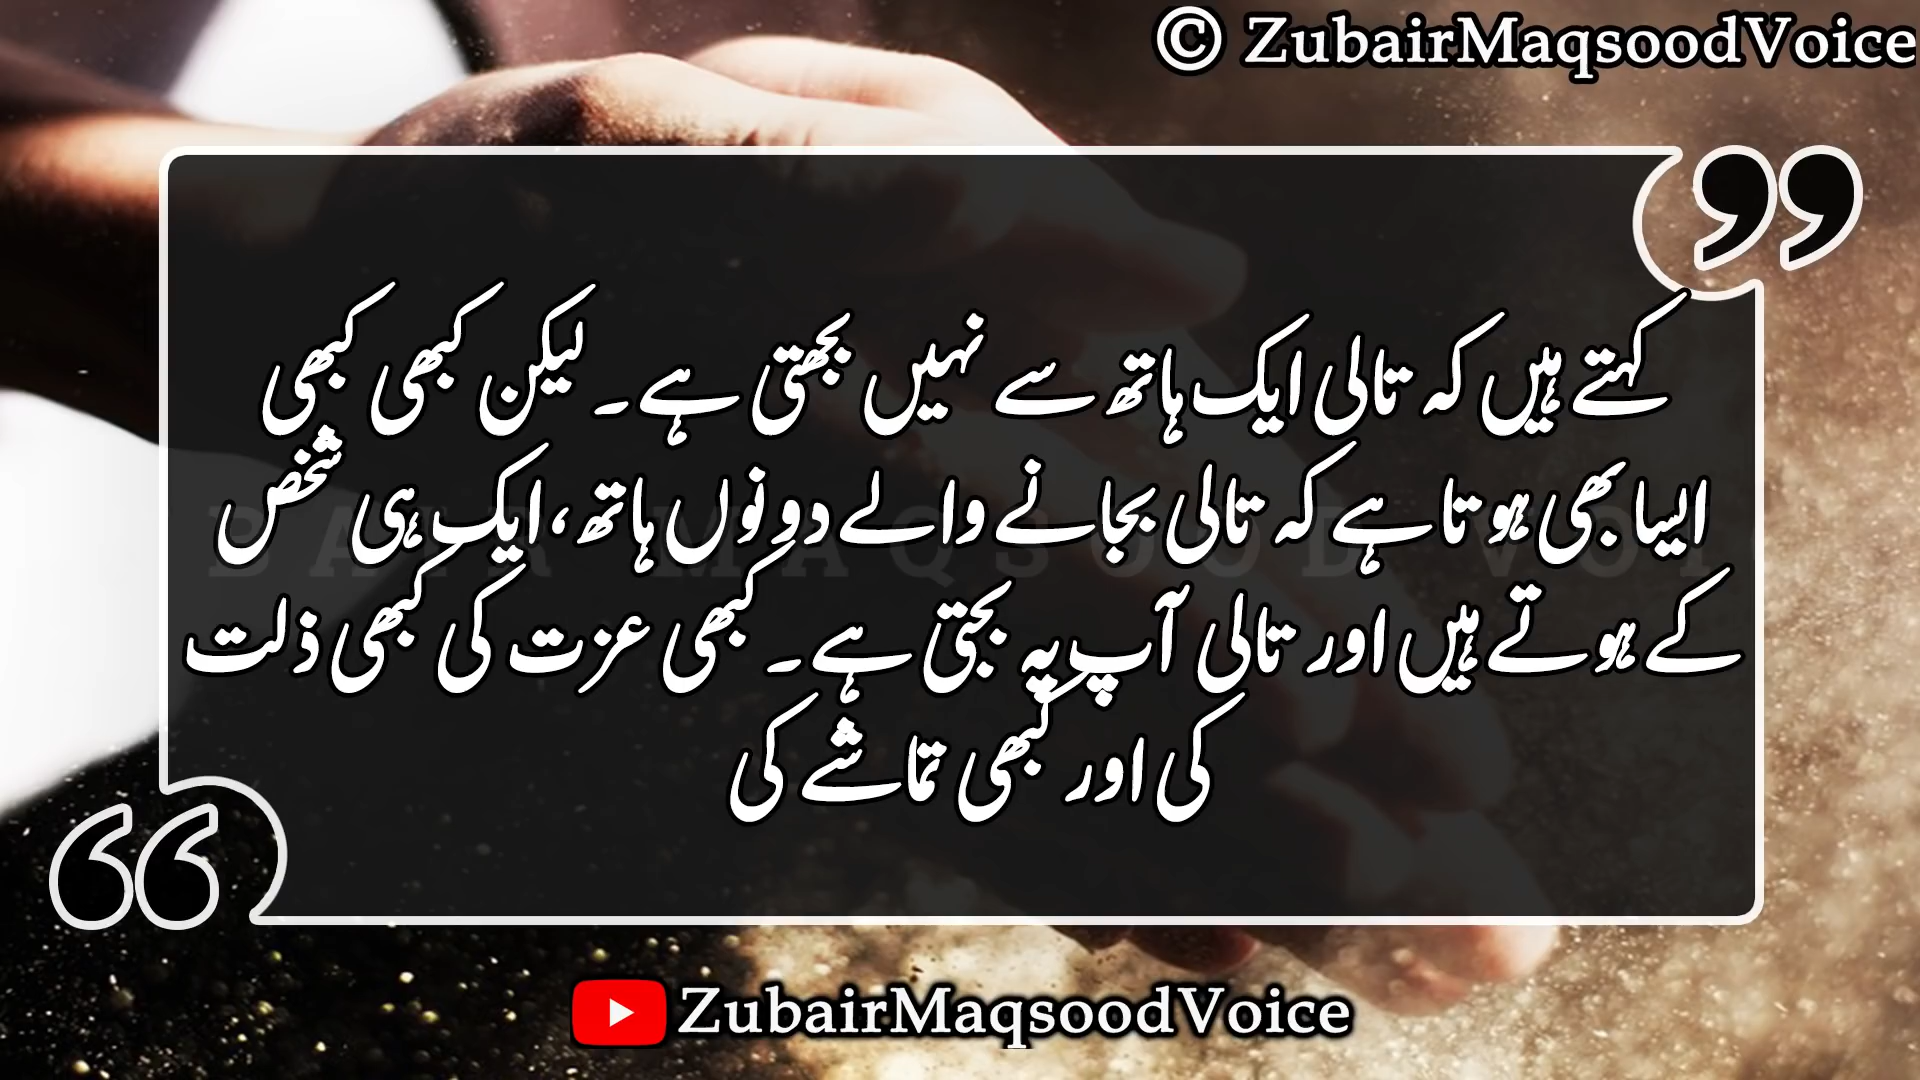 © ZubairMaqsoodVoice
کہتے ہیں کہ تالی ایک ہاتھ سے نہیں بجھتی ہے۔ لیکن کبھی کبھی
ایسا بھی ہوتا ہے کہ تالی بجانے والے دونوں ہاتھ، ایک ہی شخص
کے ہوتے ہیں اور تالی آپ پہ بجتی ہے۔ کبھی عزت کی کبھی ذلت
کی اور کبھی تماشے کی
ZubairMaqsoodVoice